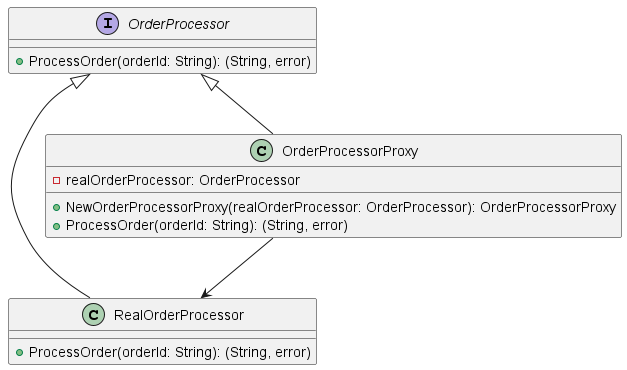 I OrderProcessor
ProcessOrder(orderId: String): (String, error)
C OrderProcessorProxy
realOrderProcessor: OrderProcessor
NewOrderProcessorProxy(realOrderProcessor: OrderProcessor): OrderProcessorProxy
ProcessOrder(orderId: String): (String, error)
C RealOrderProcessor
ProcessOrder(orderId: String): (String, error)